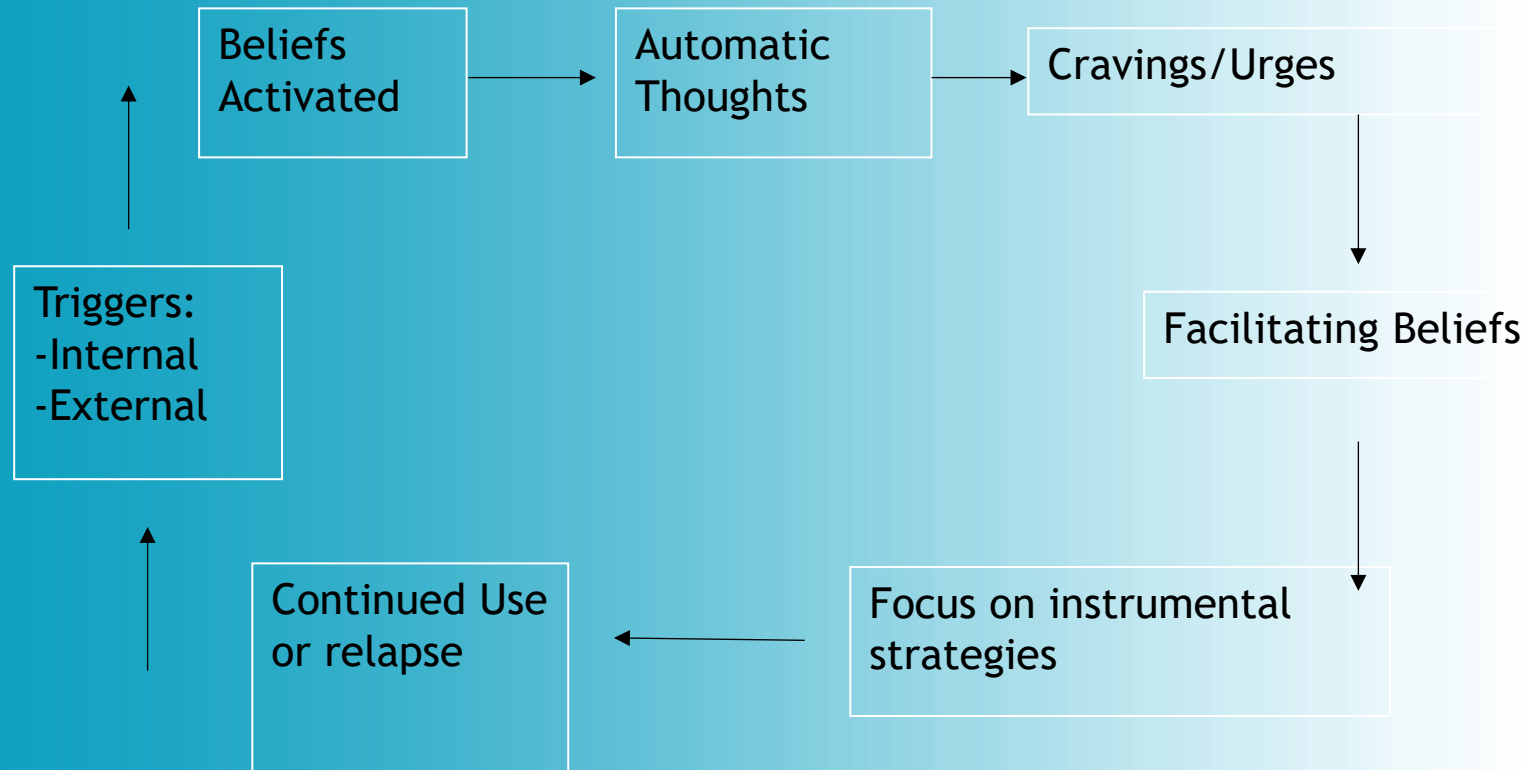 Beliefs
Activated
Automatic
Thoughts
Cravings/Urges
Triggers:
-Internal
-External
Facilitating Beliefs
Continued Use
or relapse
Focus on instrumental
strategies